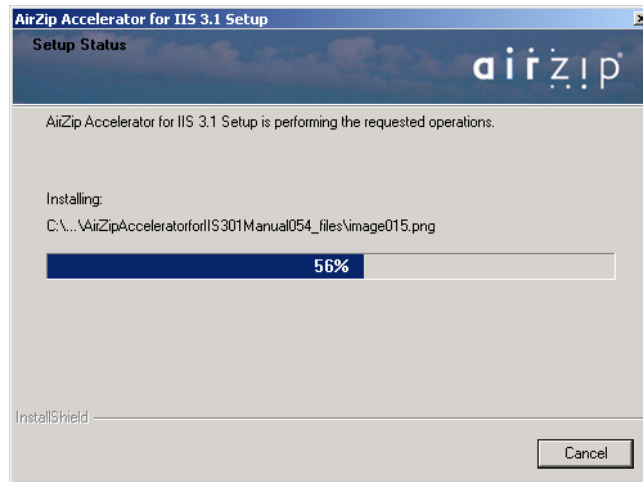 AirZip Accelerator for IIS 3.1 Setup
Setup Status
airzip
AirZip Accelerator for IIS 3.1 Setup is performing the requested operations.
Installing:
C:\...\AirZipAcceleratorforIIS301Manual054_files\image015.png
56%
InstallShield
Cancel